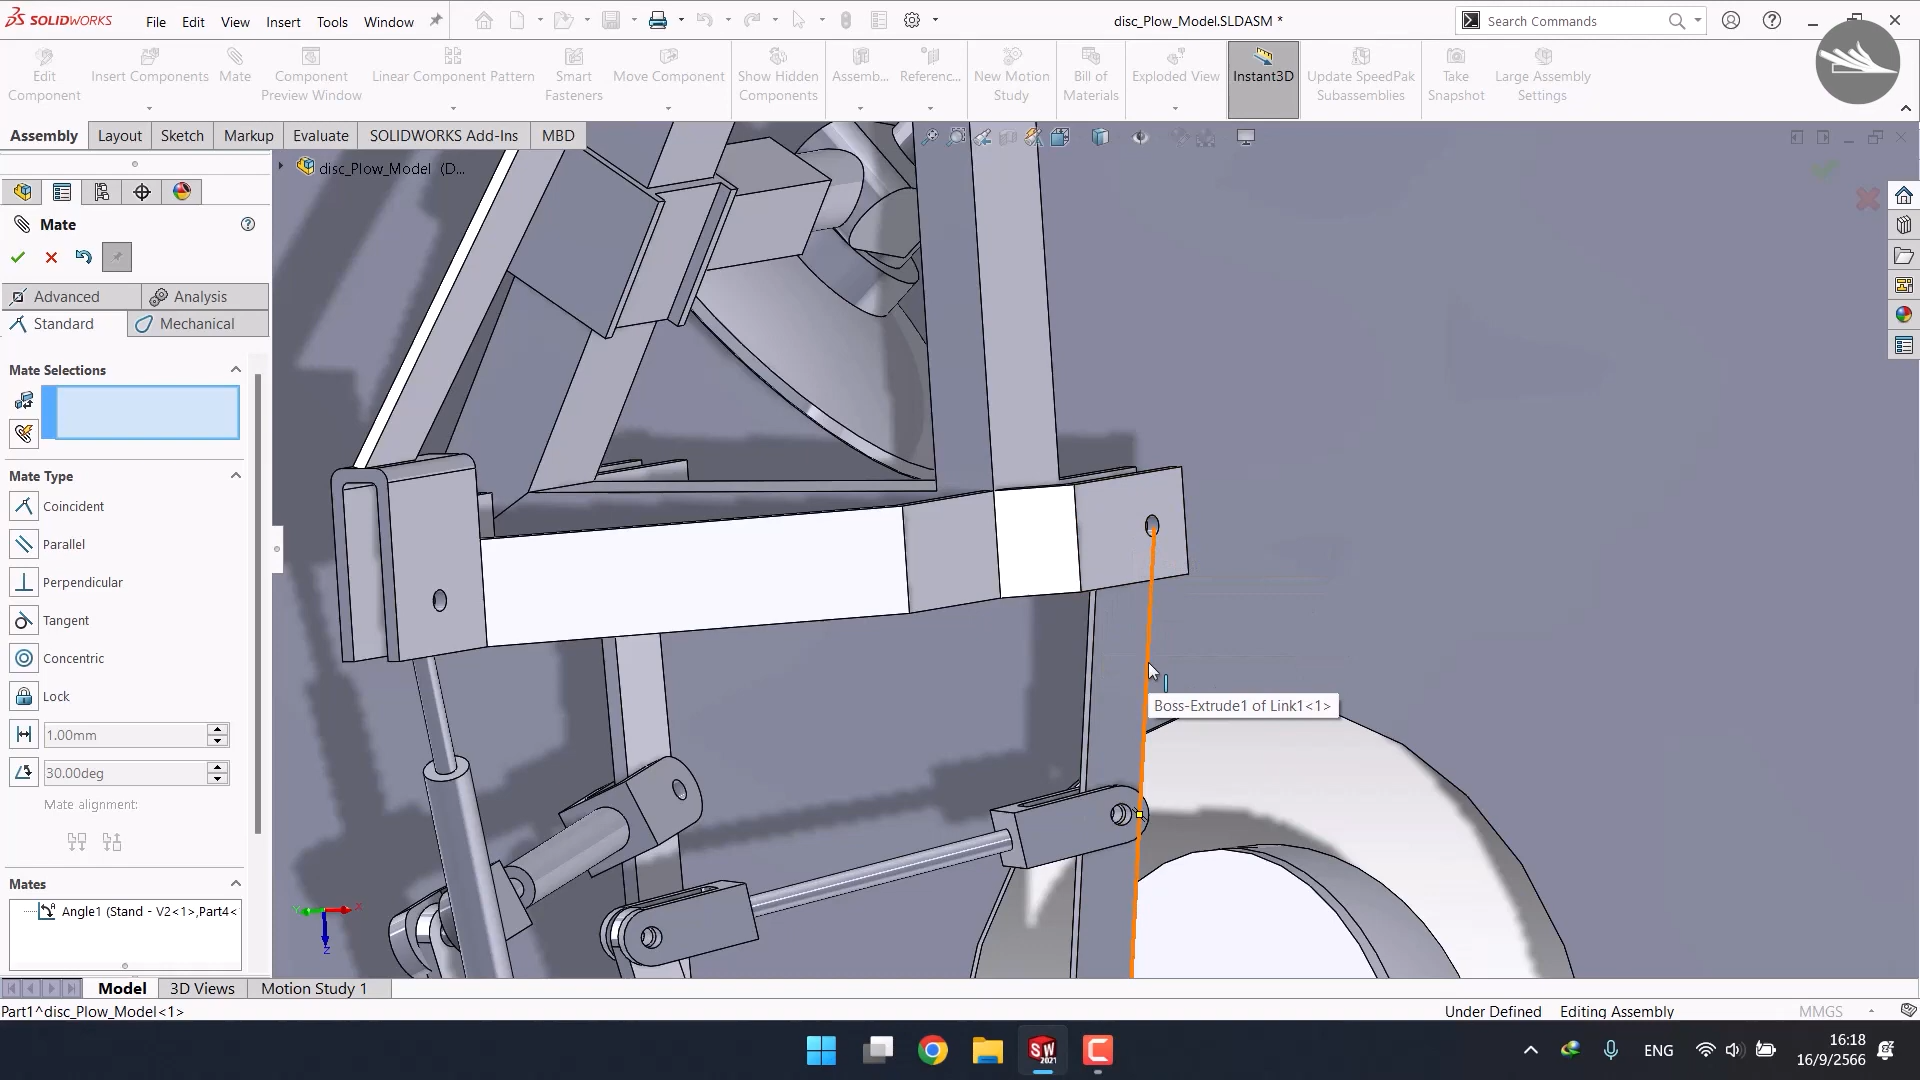 SOLIDWORKS File Edit View Insert Tools Window disc_Plow_Model.SLDASM * Search Commands
Edit Component
Insert Components
Mate
Component Preview Window
Linear Component Pattern
Smart Fasteners
Move Component
Show Hidden Components
Assemb...
Referenc...
New Motion Study
Bill of Materials
Exploded View
Instant3D
Update SpeedPak Subassemblies
Take Snapshot
Large Assembly Settings
Assembly Layout Sketch Markup Evaluate SOLIDWORKS Add-Ins MBD
disc_Plow_Model (D...
Mate
Advanced Analysis
Standard Mechanical
Mate Selections
Mate Type
Coincident
Parallel
Perpendicular
Tangent
Concentric
Lock
1.00mm
30.00deg
Mate alignment:
Mates
Angle1 (Stand - V2<1>,Part4<
Boss-Extrude1 of Link1<1>
Model 3D Views Motion Study 1
Part1^disc_Plow_Model<1> Under Defined Editing Assembly MMGS
SW
2021
ENG
16:18
16/9/2566